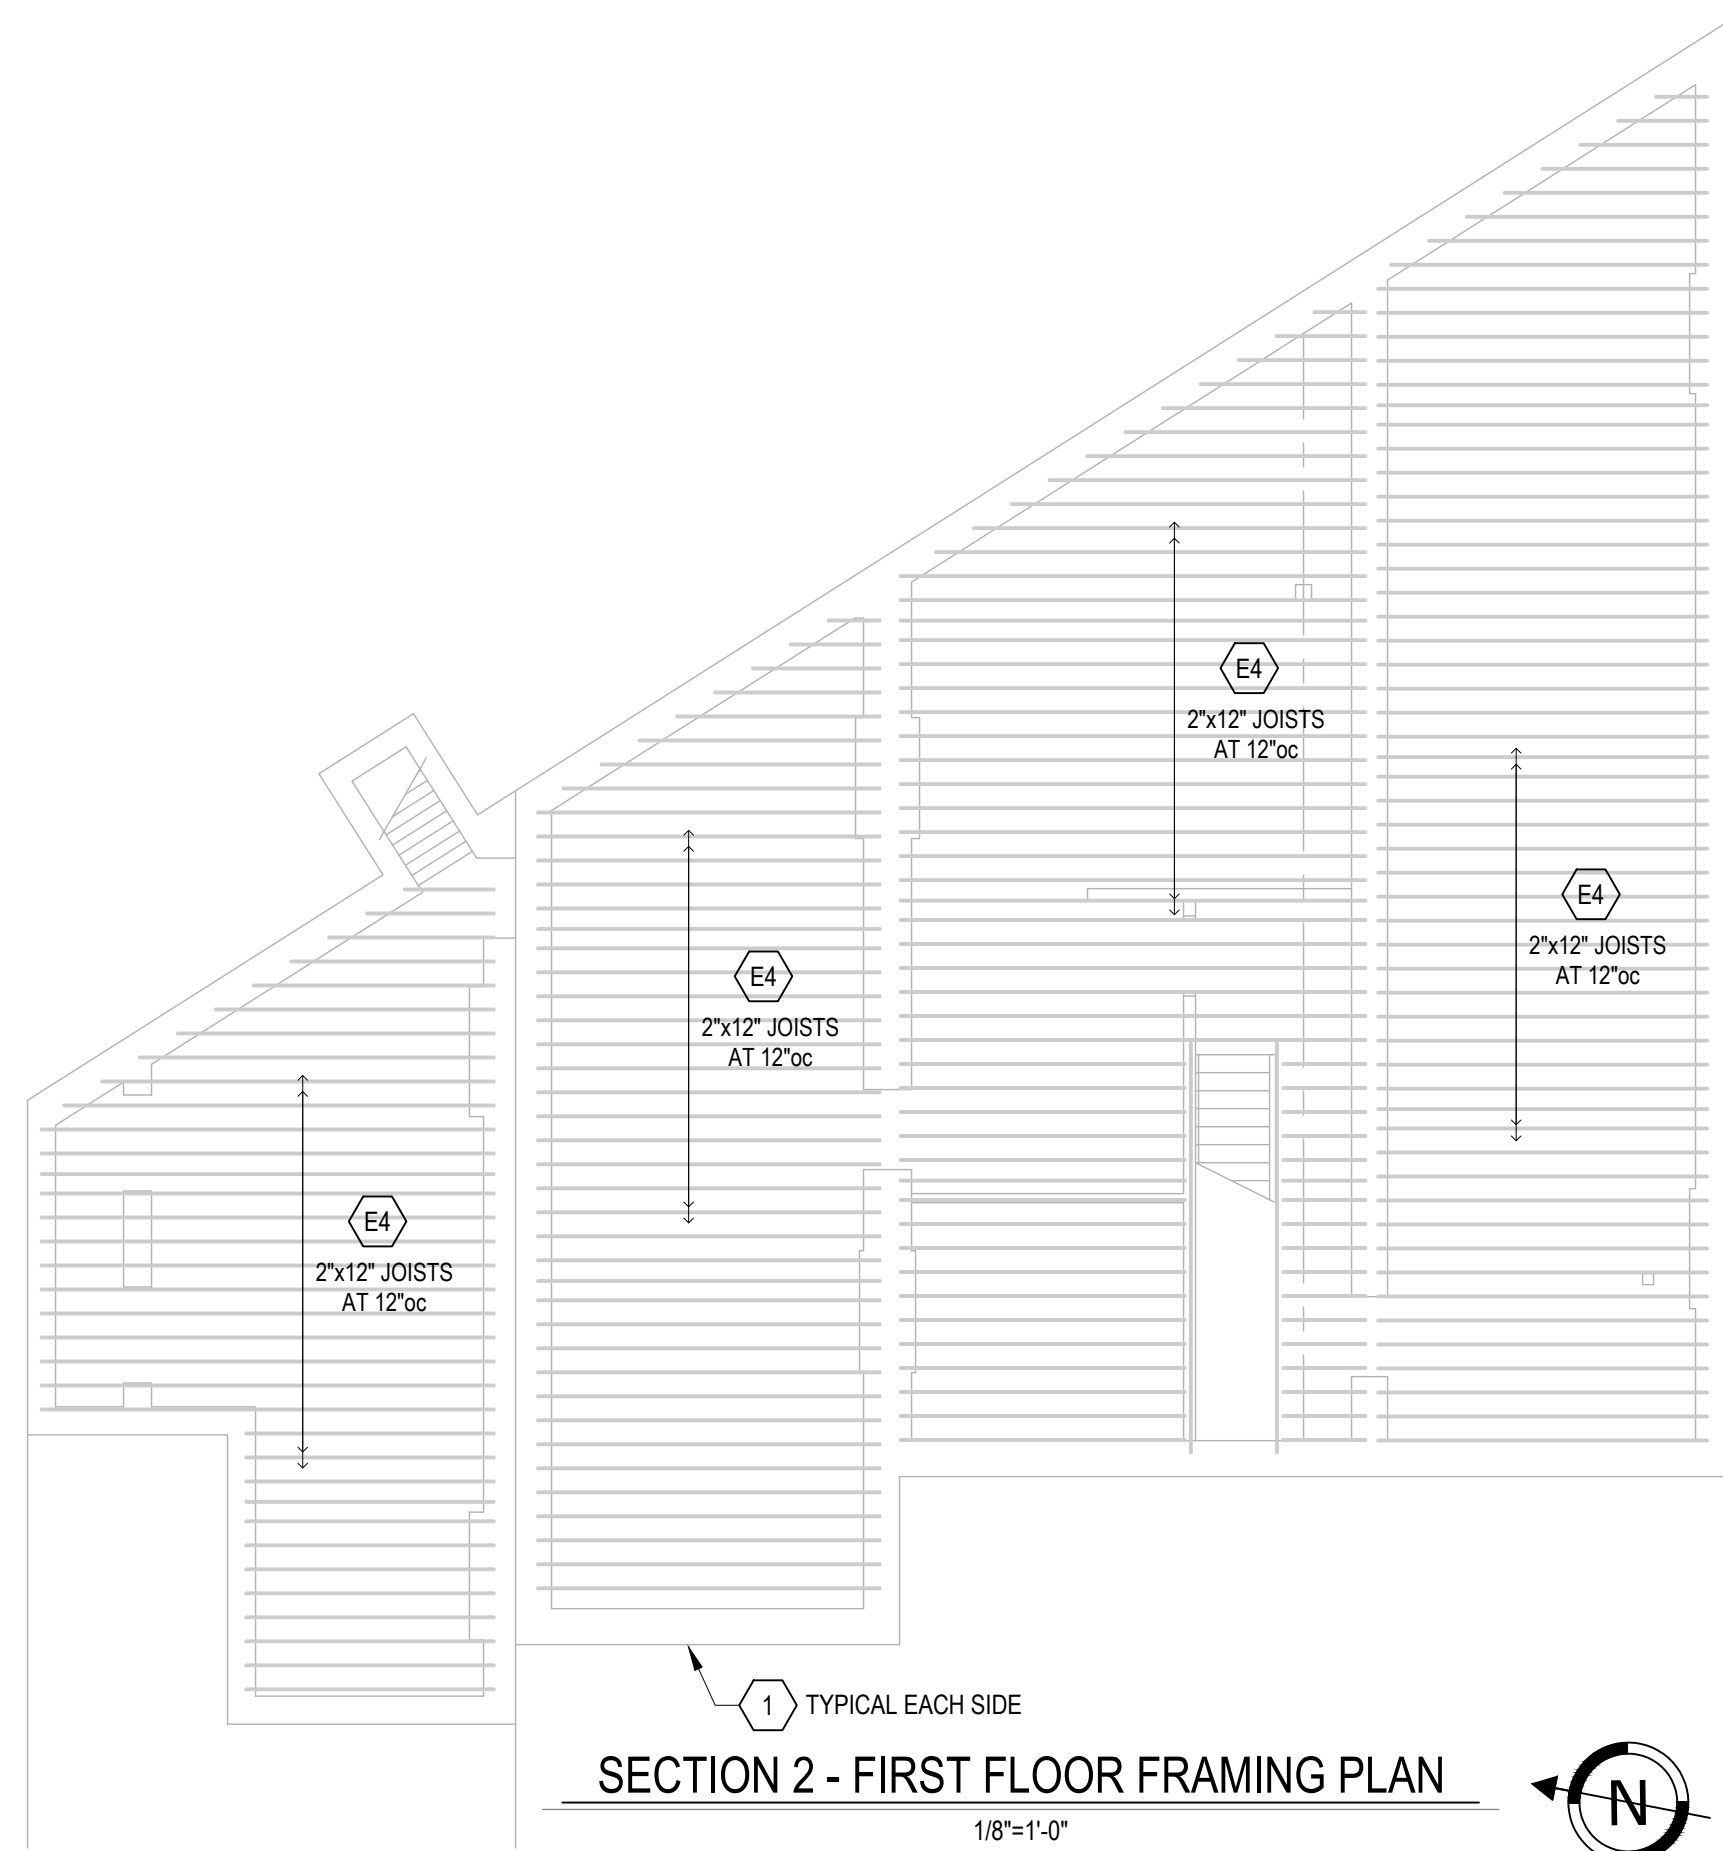 E4
2"x12" JOISTS
AT 12"oc
E4
2"x12" JOISTS
AT 12"oc
E4
2"x12" JOISTS
AT 12"oc
E4
2"x12" JOISTS
AT 12"oc
1 TYPICAL EACH SIDE
SECTION 2 - FIRST FLOOR FRAMING PLAN
1/8"=1'-0"
N